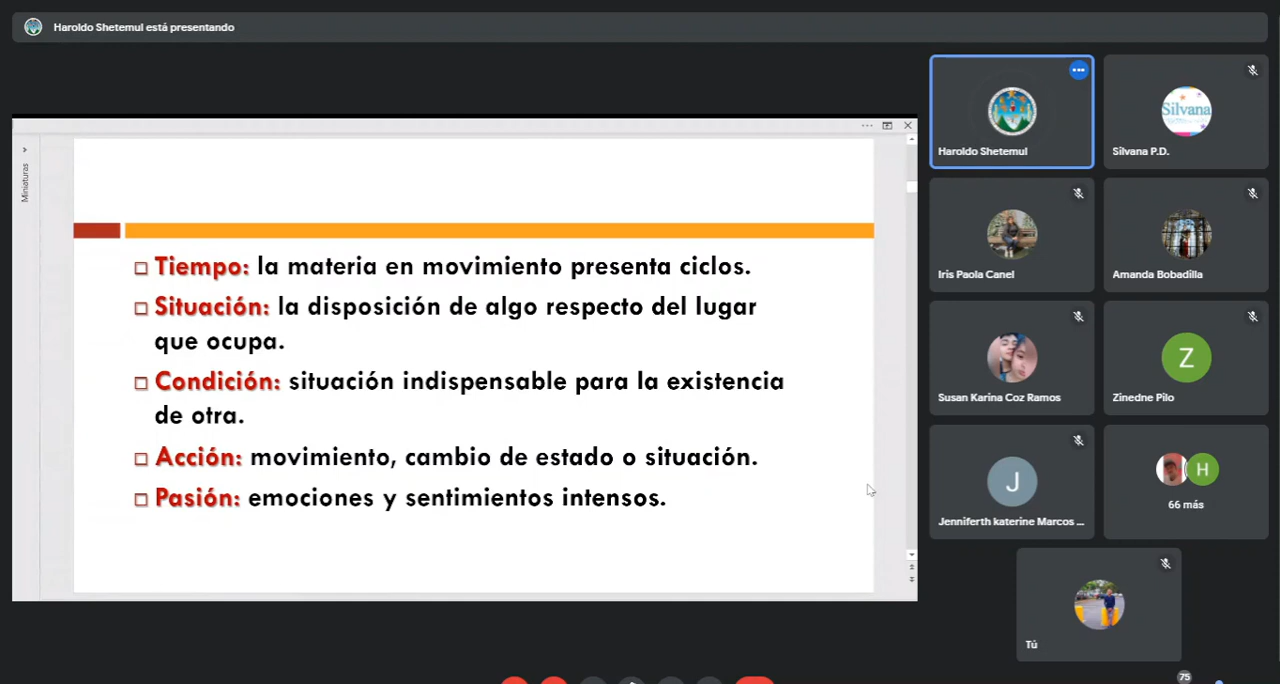 Haroldo Shetemul está presentando
Miniaturas
Tiempo: la materia en movimiento presenta ciclos.
Situación: la disposición de algo respecto del lugar
que ocupa.
Condición: situación indispensable para la existencia
de otra.
Acción: movimiento, cambio de estado o situación.
Pasión: emociones y sentimientos intensos.
Haroldo Shetemul
Silvana
Silvana P.D.
Iris Paola Canel
Amanda Bobadilla
Susan Karina Coz Ramos
Z
Zinedne Pilo
J
Jenniferth katerine Marcos ...
H
66 más
Tú
75